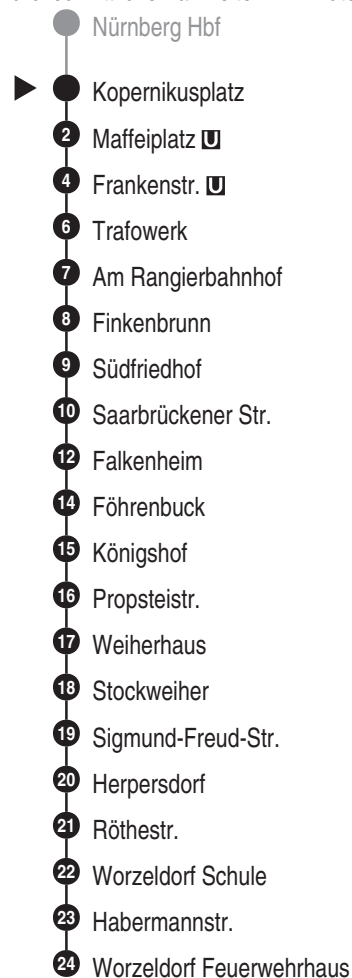 Nürnberg Hbf
Kopernikusplatz
2 Maffeiplatz U
4 Frankenstr. U
6 Trafowerk
7 Am Rangierbahnhof
8 Finkenbrunn
9 Südfriedhof
10 Saarbrückener Str.
12 Falkenheim
14 Föhrenbuck
15 Königshof
16 Propsteistr.
17 Weiherhaus
18 Stockweiher
19 Sigmund-Freud-Str.
20 Herpersdorf
21 Röthestr.
22 Worzeldorf Schule
23 Habermannstr.
24 Worzeldorf Feuerwehrhaus